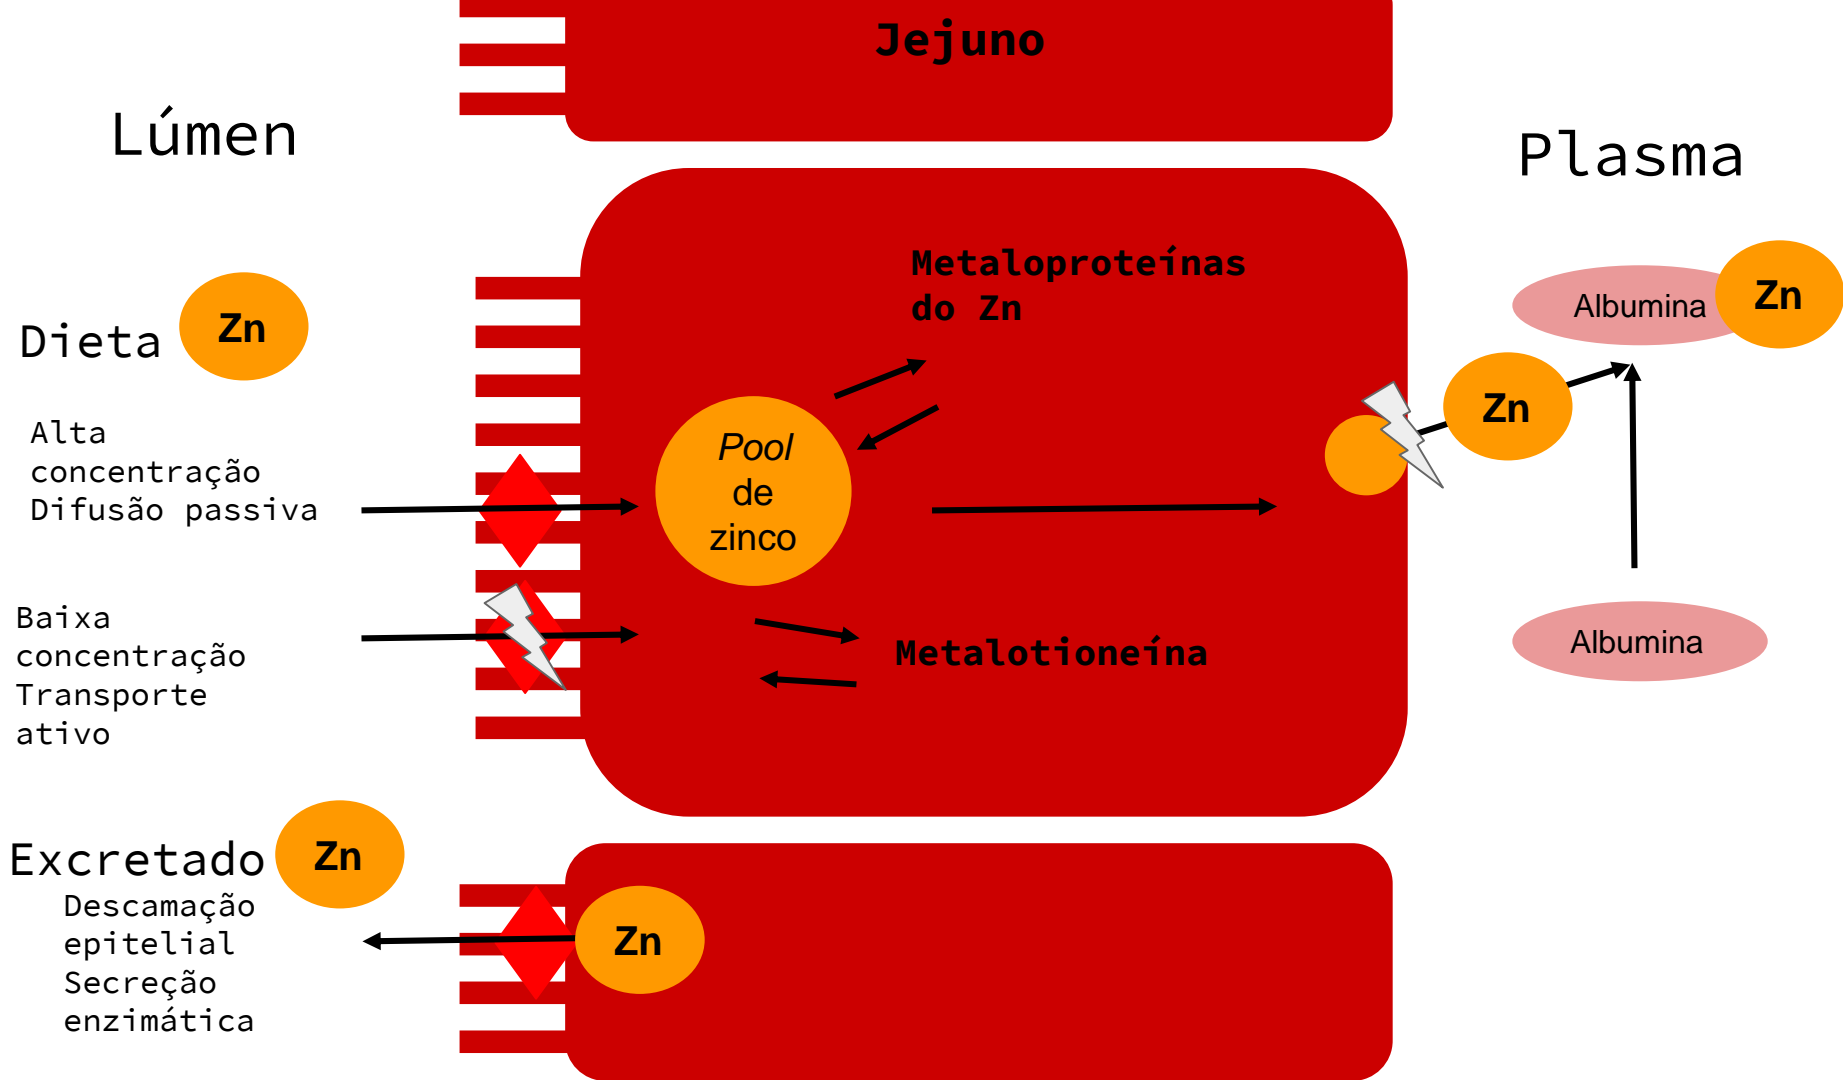 Jejuno
Lúmen
Plasma
Metaloproteínas
do Zn
Dieta
Zn
Albumina
Zn
Zn
Alta
concentração
Difusão passiva
Pool
de
zinco
Baixa
concentração
Transporte
ativo
Metalotioneína
Albumina
Excretado
Zn
Descamação
epitelial
Secreção
enzimática
Zn